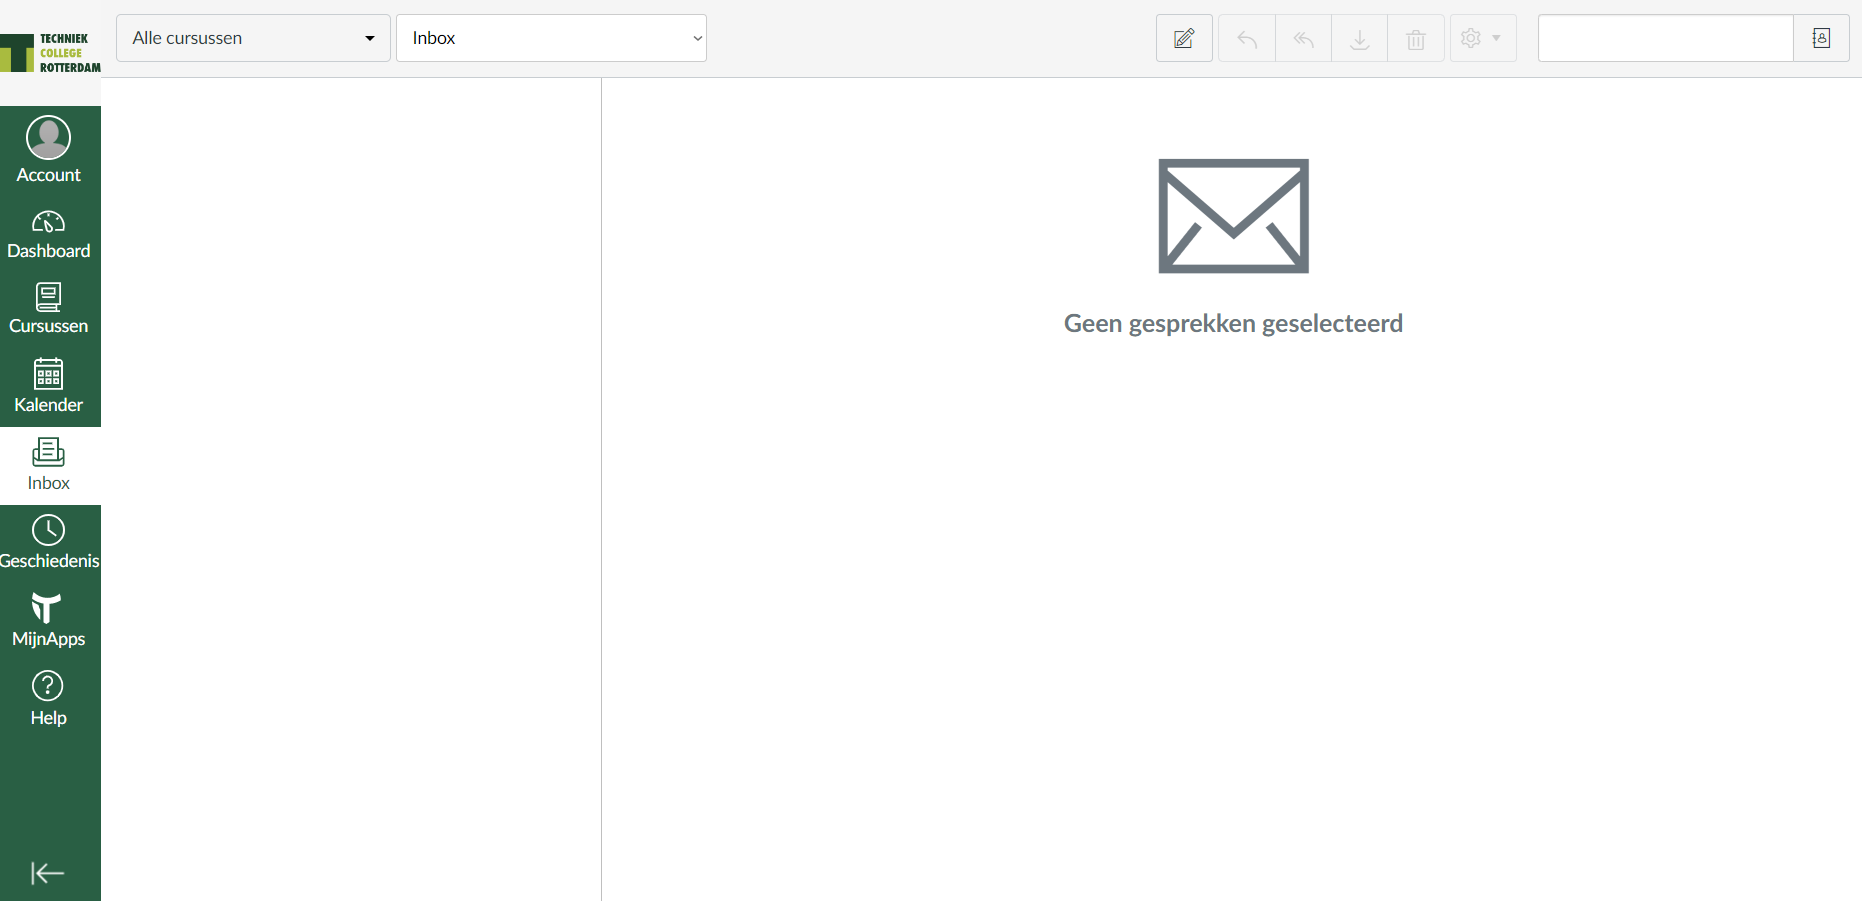 TECHNIEK
COLLEGE
ROTTERDAM
Alle cursussen
Inbox
Account
Dashboard
Cursussen
Kalender
Inbox
Geschiedenis
MijnApps
Help
Geen gesprekken geselecteerd